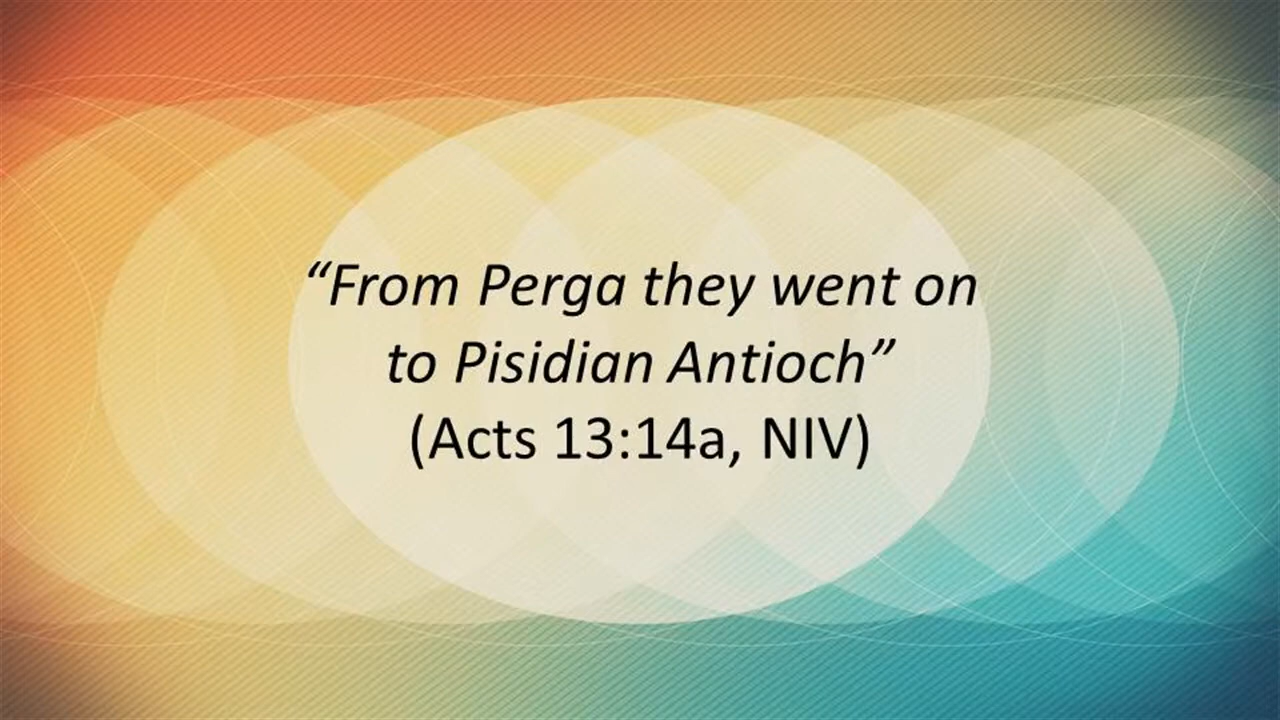 “From Perga they went on
to Pisidian Antioch”
(Acts 13:14a, NIV)